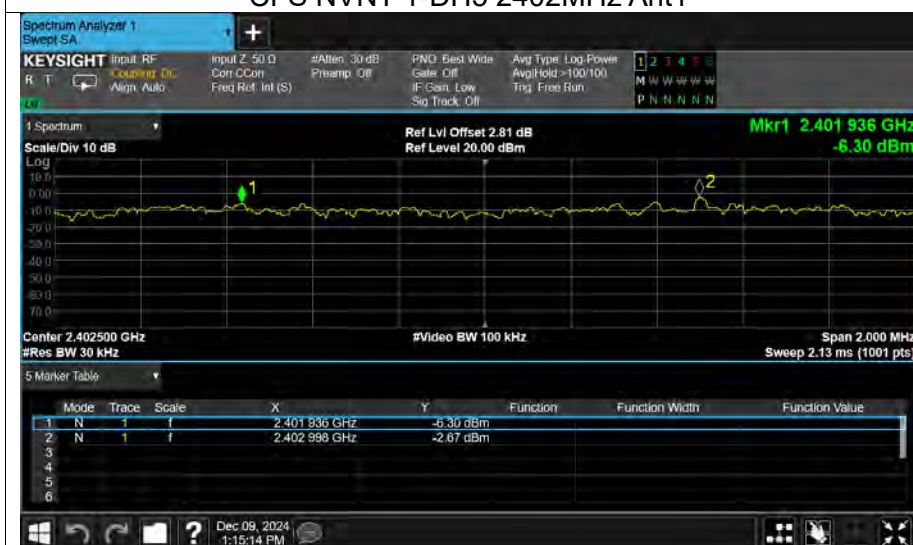 CFS NVNT 1-DH5 2402MHz Ant1
Spectrum Analyzer 1
Swept SA
+
KEYSIGHT Input: RF Input Z: 50 Ω #Atten: 30 dB PNO: Best Wide Avg Type: Log-Power 1 2 3 4 5 6
R T Coupling: DC Corr CCorr Preamp: Off Gate: Off Avg|Hold: >100/100 M W W W W W
Align: Auto Freq Ref: Int (S) IF Gain: Low Trig: Free Run
LXI Sig Track: Off P N N N N N
1 Spectrum Ref Lvl Offset 2.81 dB Mkr1 2.401 936 GHz
Scale/Div 10 dB Ref Level 20.00 dBm -6.30 dBm
Log
10.0
0.00
-10.0
-20.0
-30.0
-40.0
-50.0
-60.0
-70.0
1
2
Center 2.402500 GHz #Video BW 100 kHz Span 2.000 MHz
#Res BW 30 kHz Sweep 2.13 ms (1001 pts)
5 Marker Table
Mode Trace Scale X Y Function Function Width Function Value
1 N 1 f 2.401 936 GHz -6.30 dBm
2 N 1 f 2.402 998 GHz -2.67 dBm
3
4
5
6
? Dec 09, 2024
1:15:14 PM